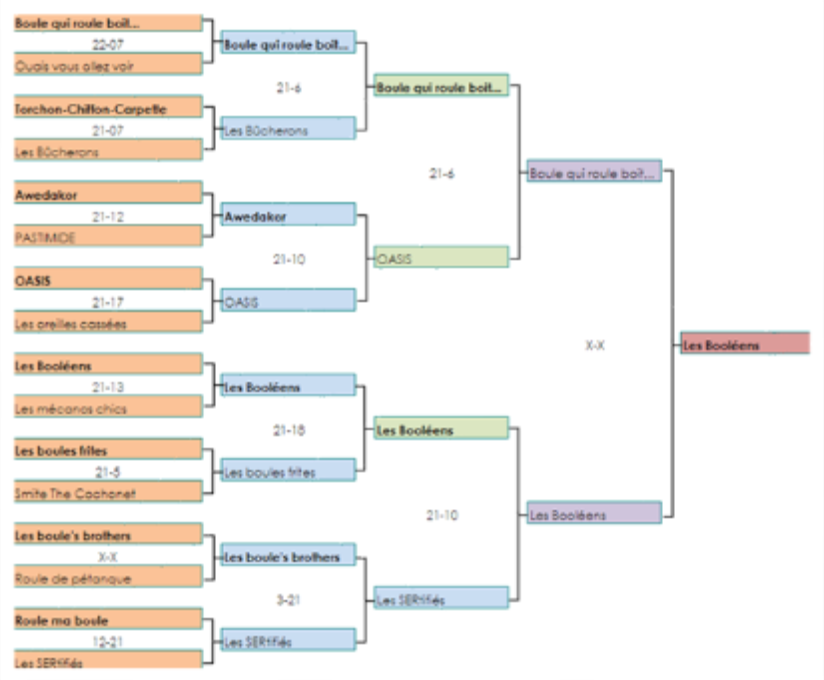 Boule qui roule boit...
22-07
Ouais vous allez voir
Torchon-Chiffon-Carpette
21-07
Les Bûcherons
Awedakor
21-12
PASTIMIDE
OASIS
21-17
Les oreilles cassées
Les Booléens
21-13
Les mécanos chics
Les boules frites
21-5
Smite The Cochonet
Les boule's brothers
X-X
Roule de pétanque
Roule ma boule
12-21
Les SERtifiés
Boule qui roule boit...
21-6
Les Bûcherons
Awedakor
21-10
OASIS
Les Booléens
21-18
Les boules frites
Les boule's brothers
3-21
Les SERtifiés
Boule qui roule boit...
21-6
OASIS
Les Booléens
21-10
Les SERtifiés
Boule qui roule boit...
X-X
Les Booléens
Les Booléens